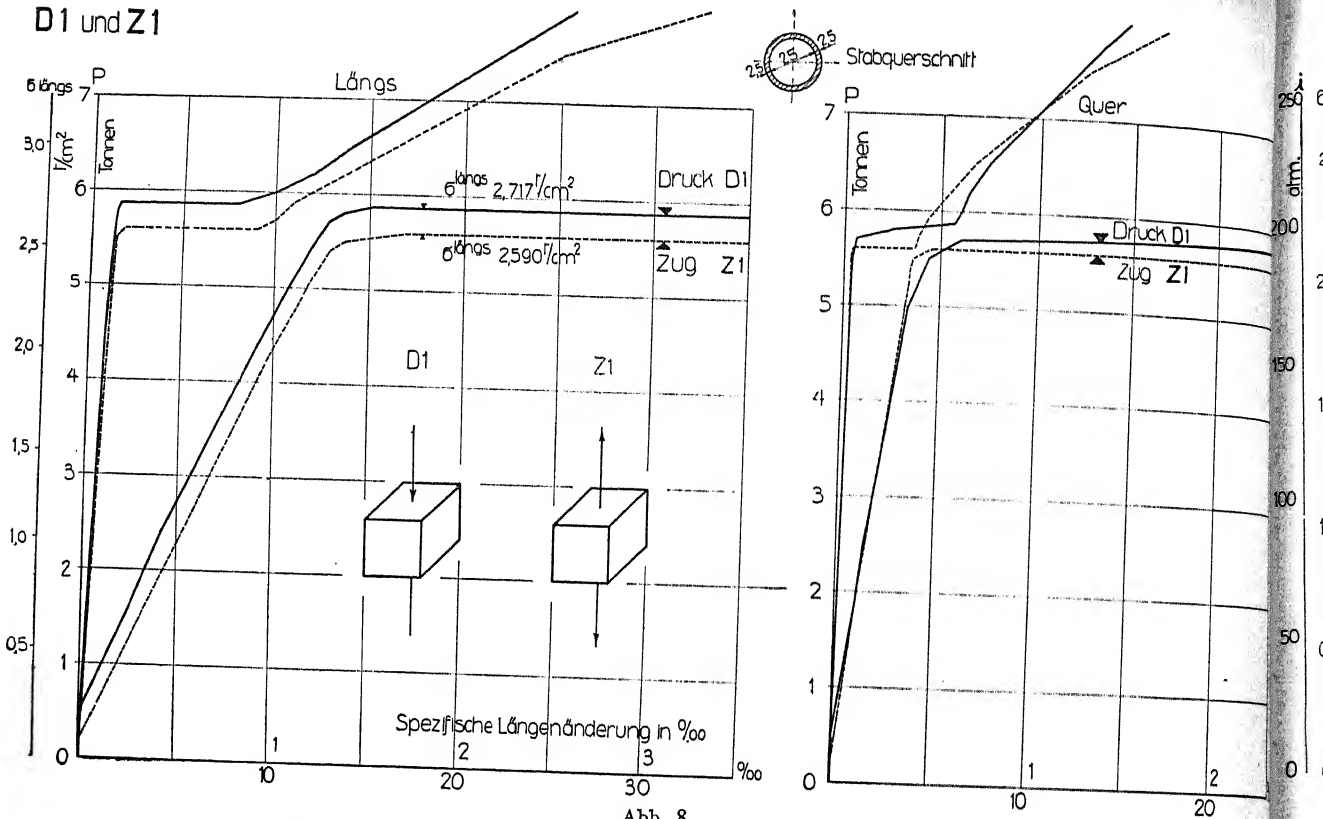 D1 und Z1
P
Längs
σ längs
T/cm²
Tonnen
3,0
2,5
2,0
1,5
1,0
0,5
7
6
5
4
3
2
1
0
σ längs 2,717 T/cm²
Druck D1
σ längs 2,590 T/cm²
Zug Z1
D1
Z1
Spezifische Längenänderung in ‰
1
2
3
10
20
30
‰
Abb. 8
2,5
2,5
25
Stabquerschnitt
P
Quer
Tonnen
7
6
5
4
3
2
1
0
Druck D1
Zug Z1
1
2
10
20
250
atm.
200
150
100
50
0